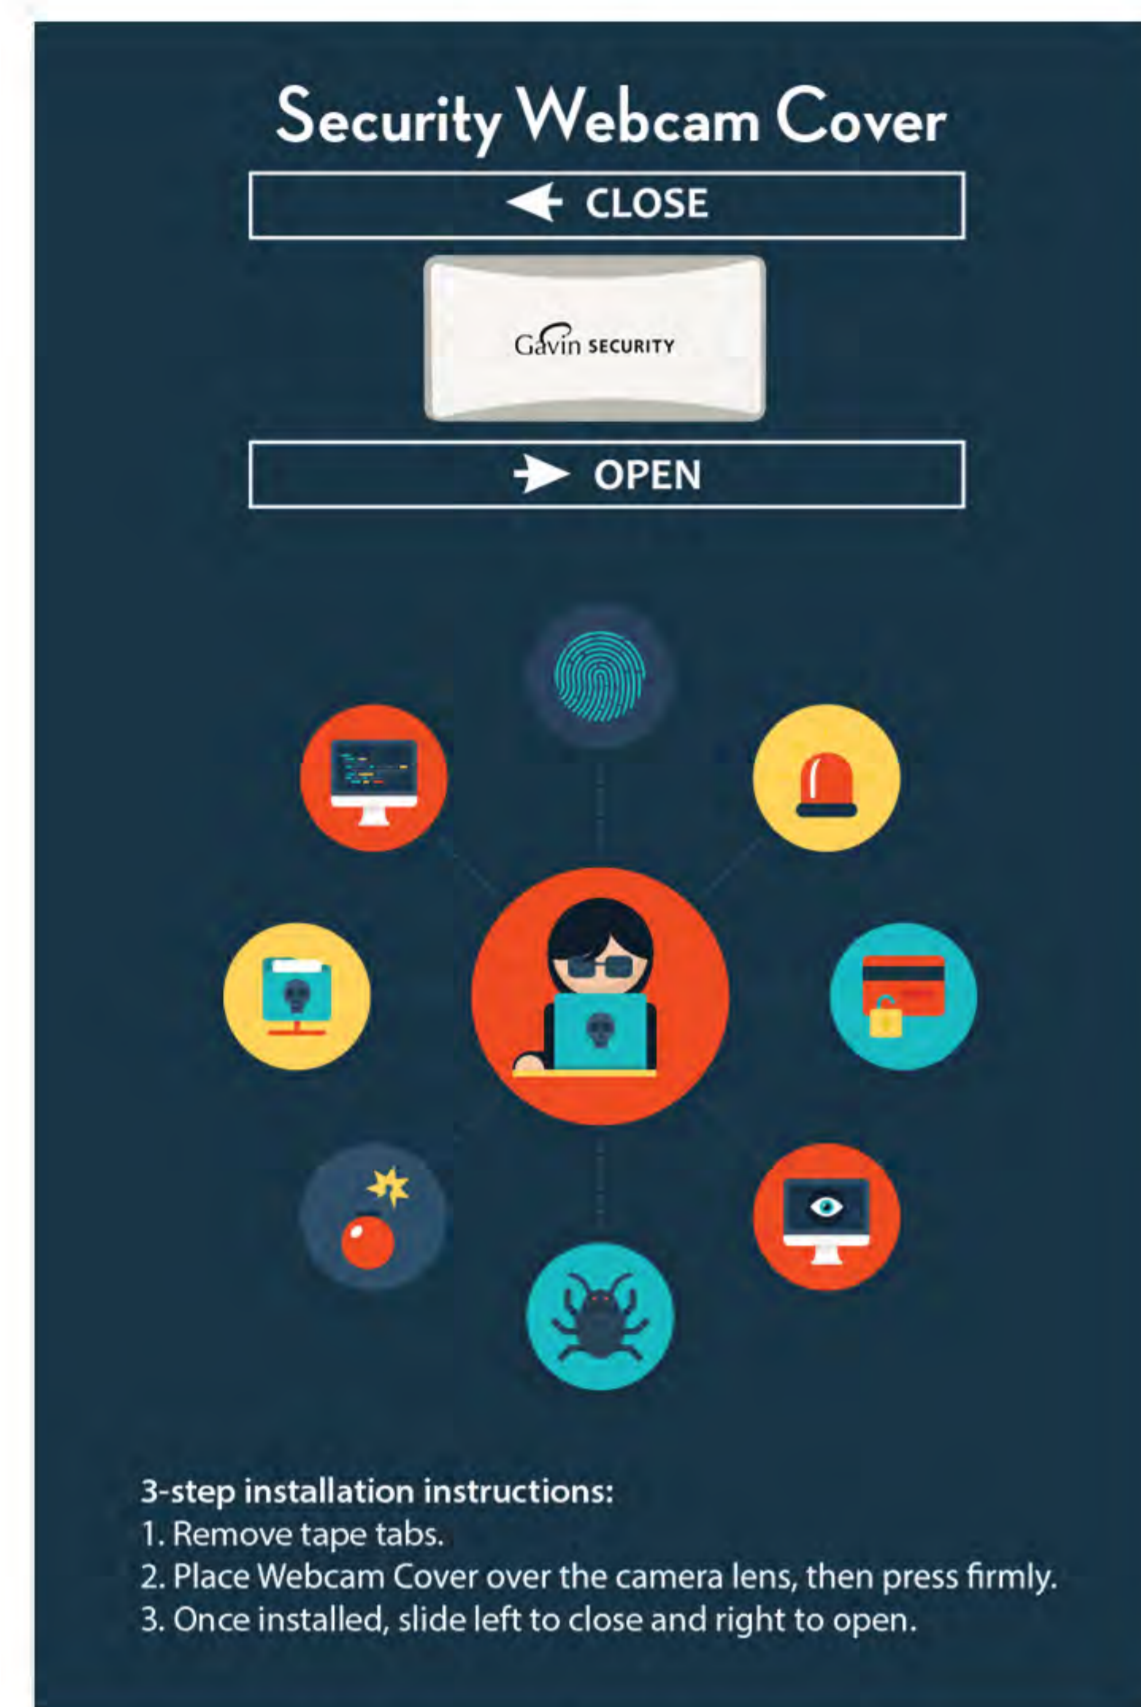 Security Webcam Cover
CLOSE
Gavin SECURITY
OPEN
3-step installation instructions:
1. Remove tape tabs.
2. Place Webcam Cover over the camera lens, then press firmly.
3. Once installed, slide left to close and right to open.